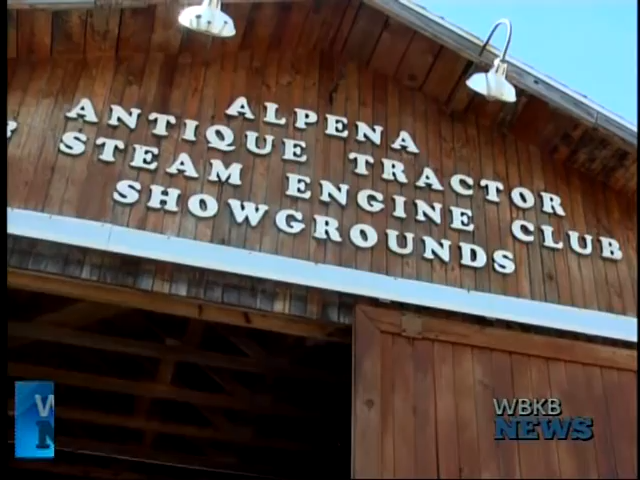 ALPENA
ANTIQUE TRACTOR
STEAM ENGINE CLUB
SHOWGROUNDS
WBKB
NEWS